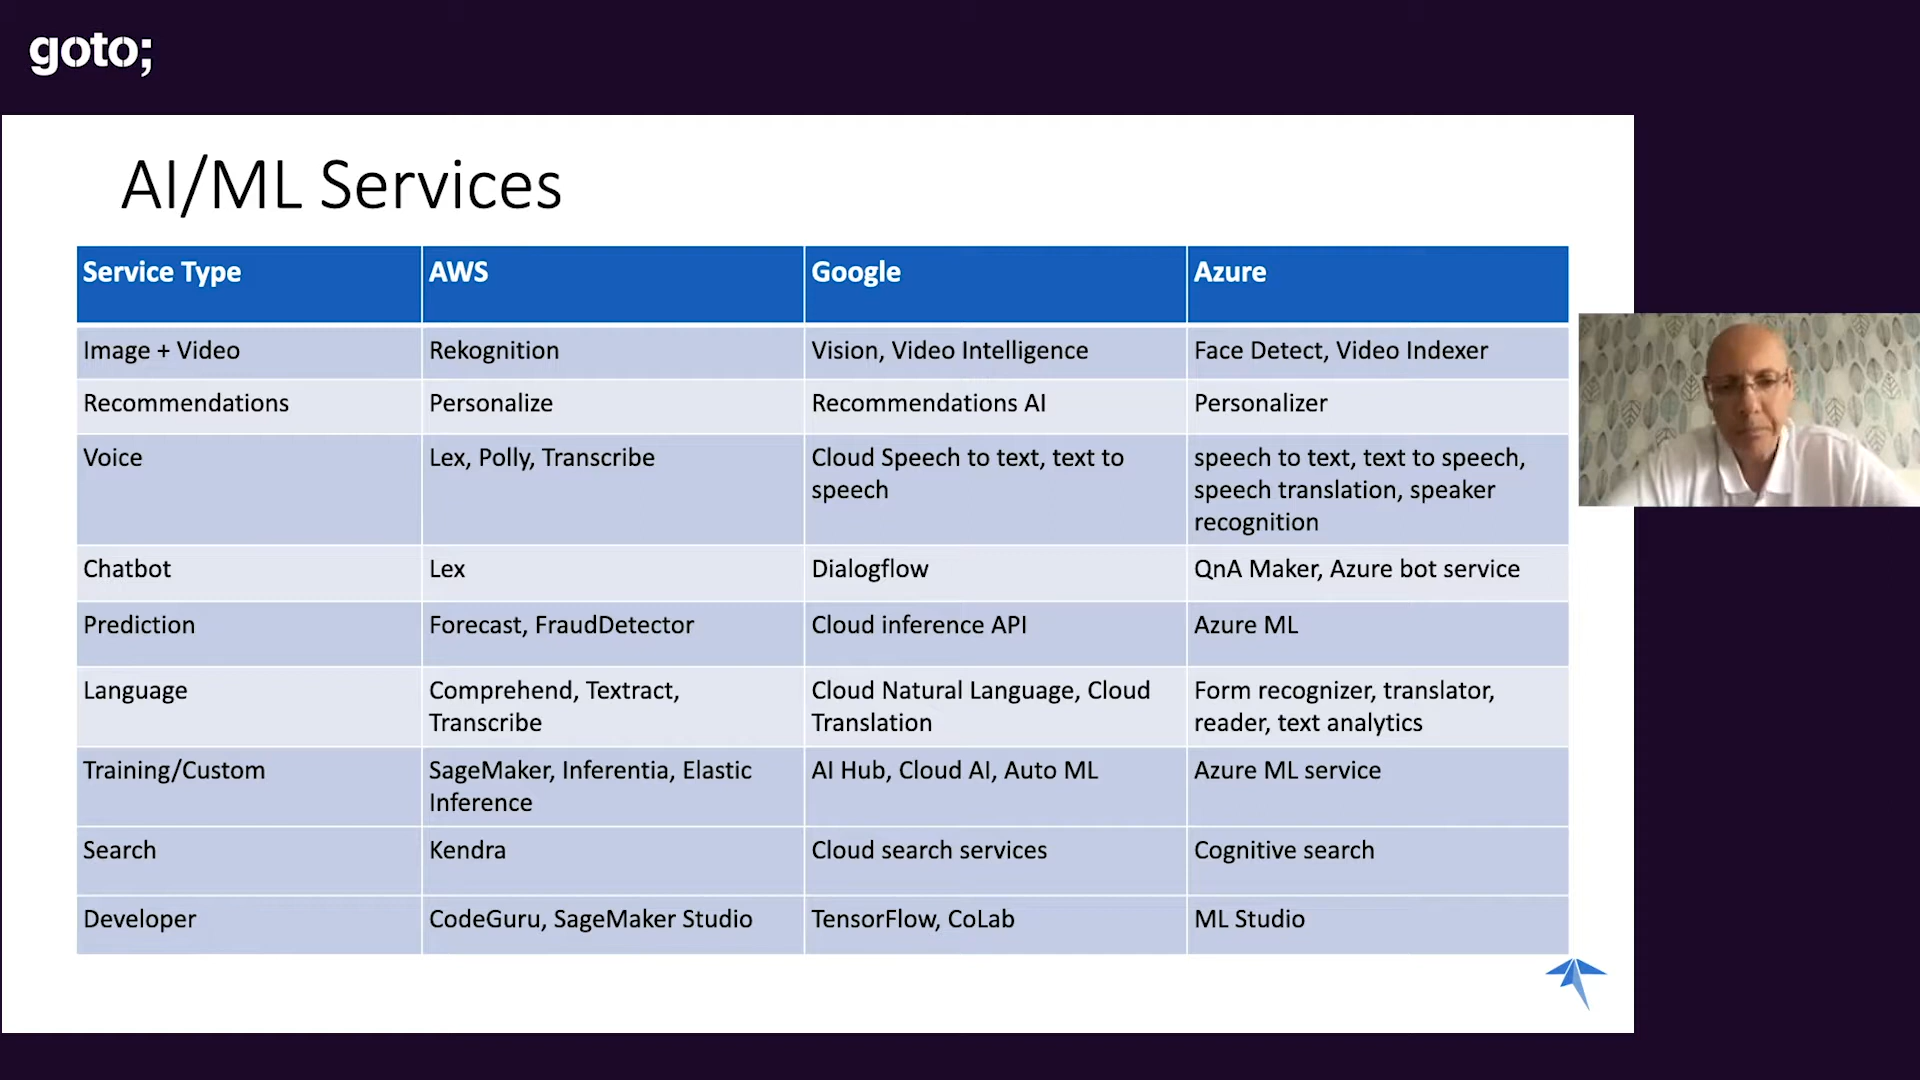 goto;
AI/ML Services
Service Type AWS Google Azure
Image + Video Rekognition Vision, Video Intelligence Face Detect, Video Indexer
Recommendations Personalize Recommendations AI Personalizer
Voice Lex, Polly, Transcribe Cloud Speech to text, text to speech speech to text, text to speech, speech translation, speaker recognition
Chatbot Lex Dialogflow QnA Maker, Azure bot service
Prediction Forecast, FraudDetector Cloud inference API Azure ML
Language Comprehend, Textract, Transcribe Cloud Natural Language, Cloud Translation Form recognizer, translator, reader, text analytics
Training/Custom SageMaker, Inferentia, Elastic Inference AI Hub, Cloud AI, Auto ML Azure ML service
Search Kendra Cloud search services Cognitive search
Developer CodeGuru, SageMaker Studio TensorFlow, CoLab ML Studio